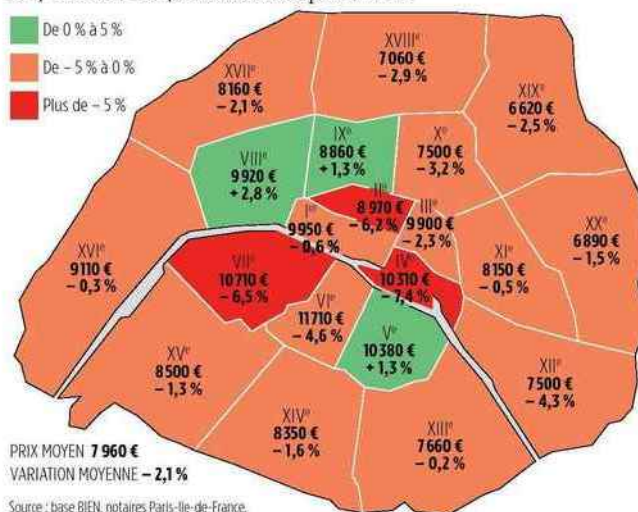 De 0 % à 5 %
De – 5 % à 0 %
Plus de – 5 %
XVIIᵉ
8 160 €
– 2,1 %
XVIIIᵉ
7 060 €
– 2,9 %
XIXᵉ
6 620 €
– 2,5 %
VIIIᵉ
9 920 €
+ 2,8 %
IXᵉ
8 860 €
+ 1,3 %
Xᵉ
7 500 €
– 3,2 %
Iᵉ
9 950 €
– 0,6 %
IIᵉ
8 970 €
– 6,2 %
IIIᵉ
9 900 €
– 2,3 %
XXᵉ
6 890 €
– 1,5 %
XVIᵉ
9 110 €
– 0,3 %
VIIᵉ
10 710 €
– 6,5 %
IVᵉ
10 310 €
– 7,4 %
XIᵉ
8 150 €
– 0,5 %
VIᵉ
11 710 €
– 4,6 %
Vᵉ
10 380 €
+ 1,3 %
XVᵉ
8 500 €
– 1,3 %
XIIᵉ
7 500 €
– 4,3 %
XIVᵉ
8 350 €
– 1,6 %
XIIIᵉ
7 660 €
– 0,2 %
PRIX MOYEN 7 960 €
VARIATION MOYENNE – 2,1 %
Source : base BIEN, notaires Paris-Ile-de-France.